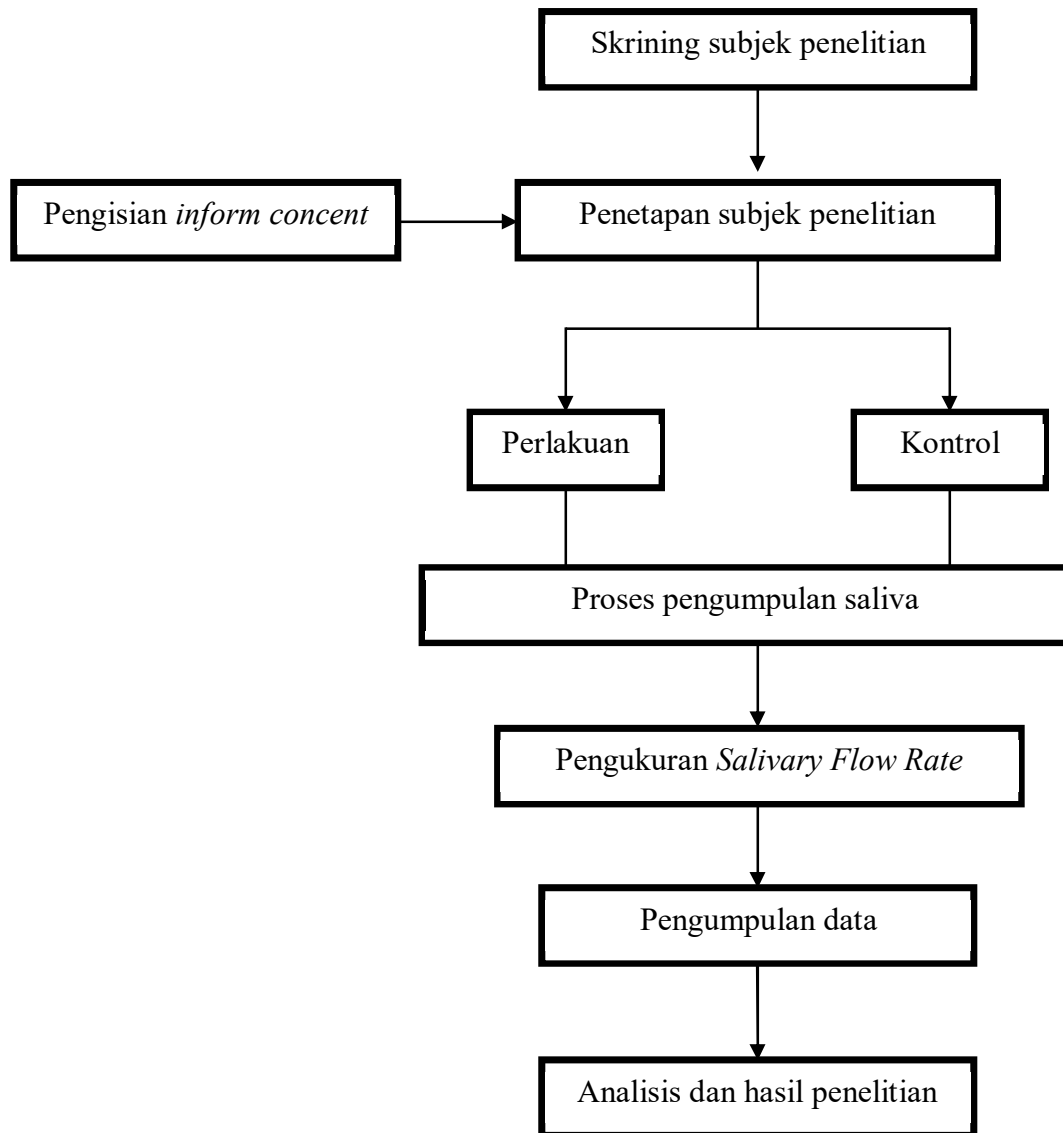 Skrining subjek penelitian
Pengisian inform concent
Penetapan subjek penelitian
Perlakuan
Kontrol
Proses pengumpulan saliva
Pengukuran Salivary Flow Rate
Pengumpulan data
Analisis dan hasil penelitian